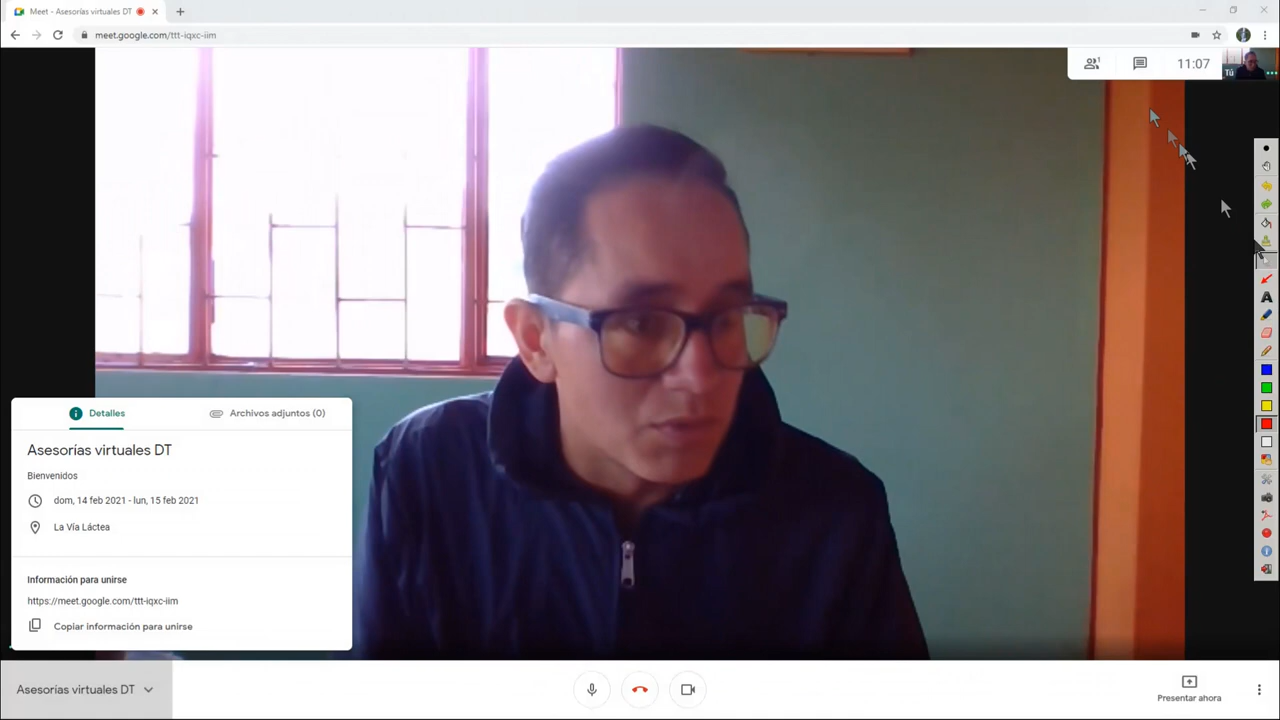 Meet - Asesorías virtuales DT
meet.google.com/ttt-iqxc-iim
1
11:07
Tú
Detalles
Archivos adjuntos (0)
Asesorías virtuales DT
Bienvenidos
dom, 14 feb 2021 - lun, 15 feb 2021
La Vía Láctea
Información para unirse
https://meet.google.com/ttt-iqxc-iim
Copiar información para unirse
Asesorías virtuales DT
Presentar ahora
A